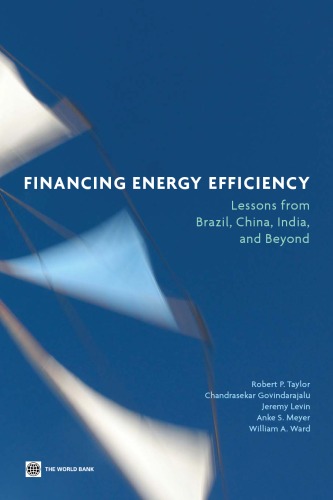 FINANCING ENERGY EFFICIENCY
Lessons from
Brazil, China, India,
and Beyond
Robert P. Taylor
Chandrasekar Govindarajalu
Jeremy Levin
Anke S. Meyer
William A. Ward
THE WORLD BANK